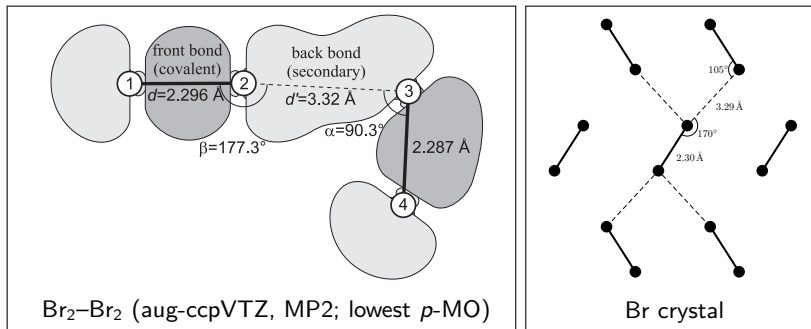 front bond
(covalent)
back bond
(secondary)
1
2
3
d=2.296 Å
d'=3.32 Å
α=90.3°
β=177.3°
2.287 Å
4
Br2–Br2 (aug-ccpVTZ, MP2; lowest p-MO)
105°
3.29 Å
170°
2.30 Å
Br crystal